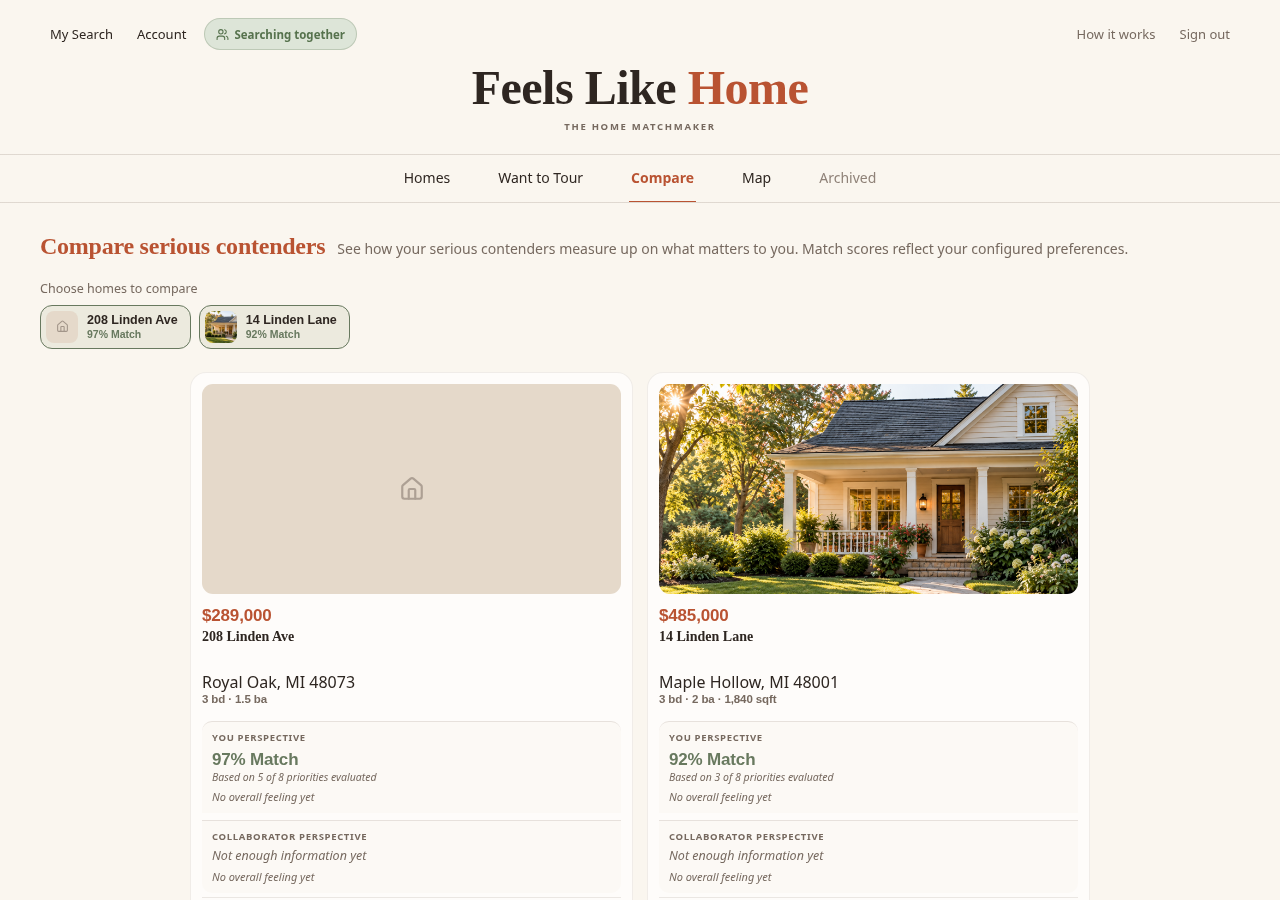 My Search Account Searching together How it works Sign out
Feels Like Home
THE HOME MATCHMAKER
Homes Want to Tour Compare Map Archived
Compare serious contenders See how your serious contenders measure up on what matters to you. Match scores reflect your configured preferences.
Choose homes to compare
208 Linden Ave
97% Match
14 Linden Lane
92% Match
$289,000
208 Linden Ave
Royal Oak, MI 48073
3 bd · 1.5 ba
YOU PERSPECTIVE
97% Match
Based on 5 of 8 priorities evaluated
No overall feeling yet
COLLABORATOR PERSPECTIVE
Not enough information yet
No overall feeling yet
$485,000
14 Linden Lane
Maple Hollow, MI 48001
3 bd · 2 ba · 1,840 sqft
YOU PERSPECTIVE
92% Match
Based on 3 of 8 priorities evaluated
No overall feeling yet
COLLABORATOR PERSPECTIVE
Not enough information yet
No overall feeling yet